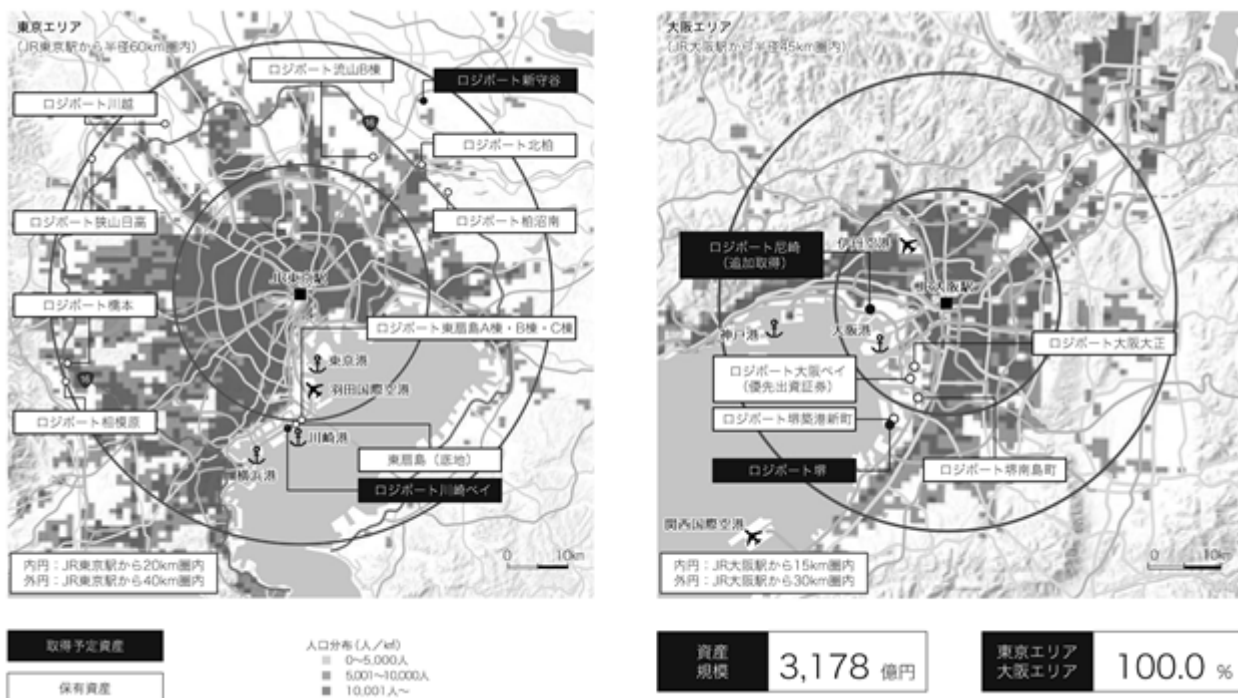 東京エリア
(JR東京駅から半径60km圏内)
ロジポート流山B棟
ロジポート新守谷
ロジポート川越
16
ロジポート北柏
ロジポート狭山日高
ロジポート柏沼南
JR東京駅
ロジポート橋本
ロジポート東扇島A棟・B棟・C棟
東京港
16
羽田国際空港
ロジポート相模原
川崎港
東扇島(底地)
横浜港
ロジポート川崎ベイ
内円:JR東京駅から20km圏内
外円:JR東京駅から40km圏内
0 10km
取得予定資産
保有資産
人口分布(人/㎢)
0〜5,000人
5,001〜10,000人
10,001人〜
大阪エリア
(JR大阪駅から半径45km圏内)
ロジポート尼崎
(追加取得)
伊丹空港
JR大阪駅
神戸港
大阪港
ロジポート大阪大正
ロジポート大阪ベイ
(優先出資証券)
ロジポート堺築港新町
ロジポート堺
ロジポート堺南島町
関西国際空港
内円:JR大阪駅から15km圏内
外円:JR大阪駅から30km圏内
0 10km
資産
規模
3,178 億円
東京エリア
大阪エリア
100.0 %